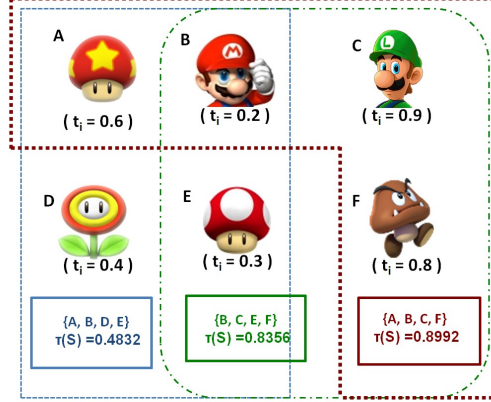 A
B
C
( ti = 0.6 )
( ti = 0.2 )
( ti = 0.9 )
D
E
F
( ti = 0.4 )
( ti = 0.3 )
( ti = 0.8 )
{A, B, D, E}
τ(S) =0.4832
{B, C, E, F}
τ(S) =0.8356
{A, B, C, F}
τ(S) =0.8992
M
L